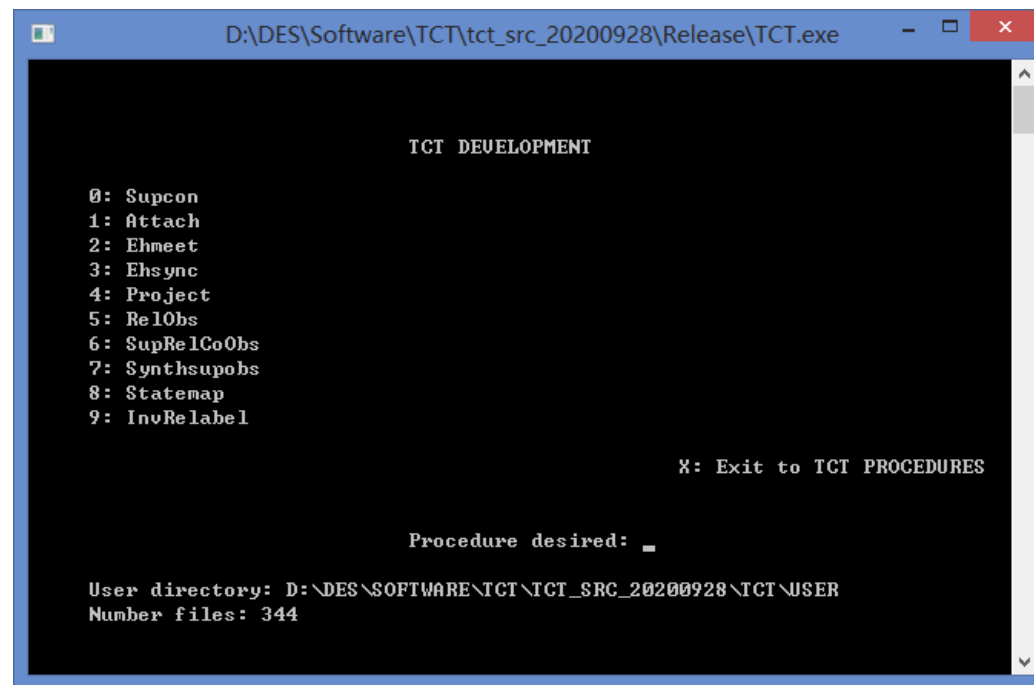 D:\DES\Software\TCT\tct_src_20200928\Release\TCT.exe
TCT DEVELOPMENT
0: Supcon
1: Attach
2: Ehmeet
3: Ehsync
4: Project
5: RelObs
6: SupRelCoObs
7: Synthsupobs
8: Statemap
9: InvRelabel
X: Exit to TCT PROCEDURES
Procedure desired: _
User directory: D:\DES\SOFTWARE\TCT\TCT_SRC_20200928\TCT\USER
Number files: 344